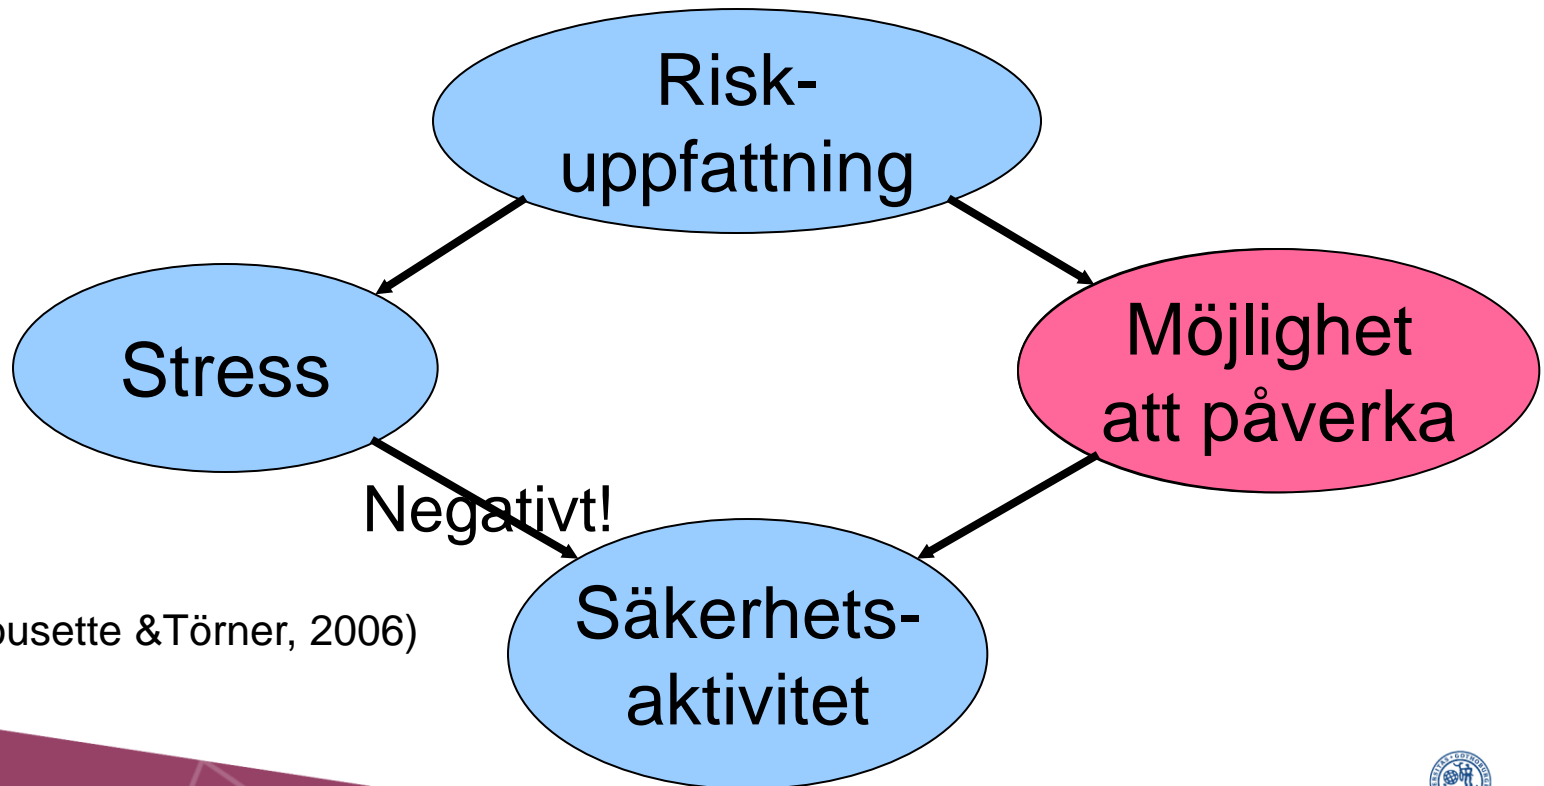 Risk-
uppfattning
Stress
Möjlighet
att påverka
Negativt!
Säkerhets-
aktivitet
ousette &Törner, 2006)